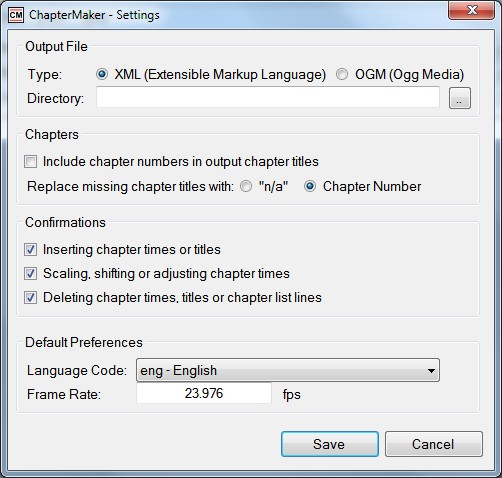 CM ChapterMaker - Settings
Output File
Type: XML (Extensible Markup Language) OGM (Ogg Media)
Directory: ..
Chapters
Include chapter numbers in output chapter titles
Replace missing chapter titles with: "n/a" Chapter Number
Confirmations
Inserting chapter times or titles
Scaling, shifting or adjusting chapter times
Deleting chapter times, titles or chapter list lines
Default Preferences
Language Code: eng - English
Frame Rate: 23.976 fps
Save Cancel